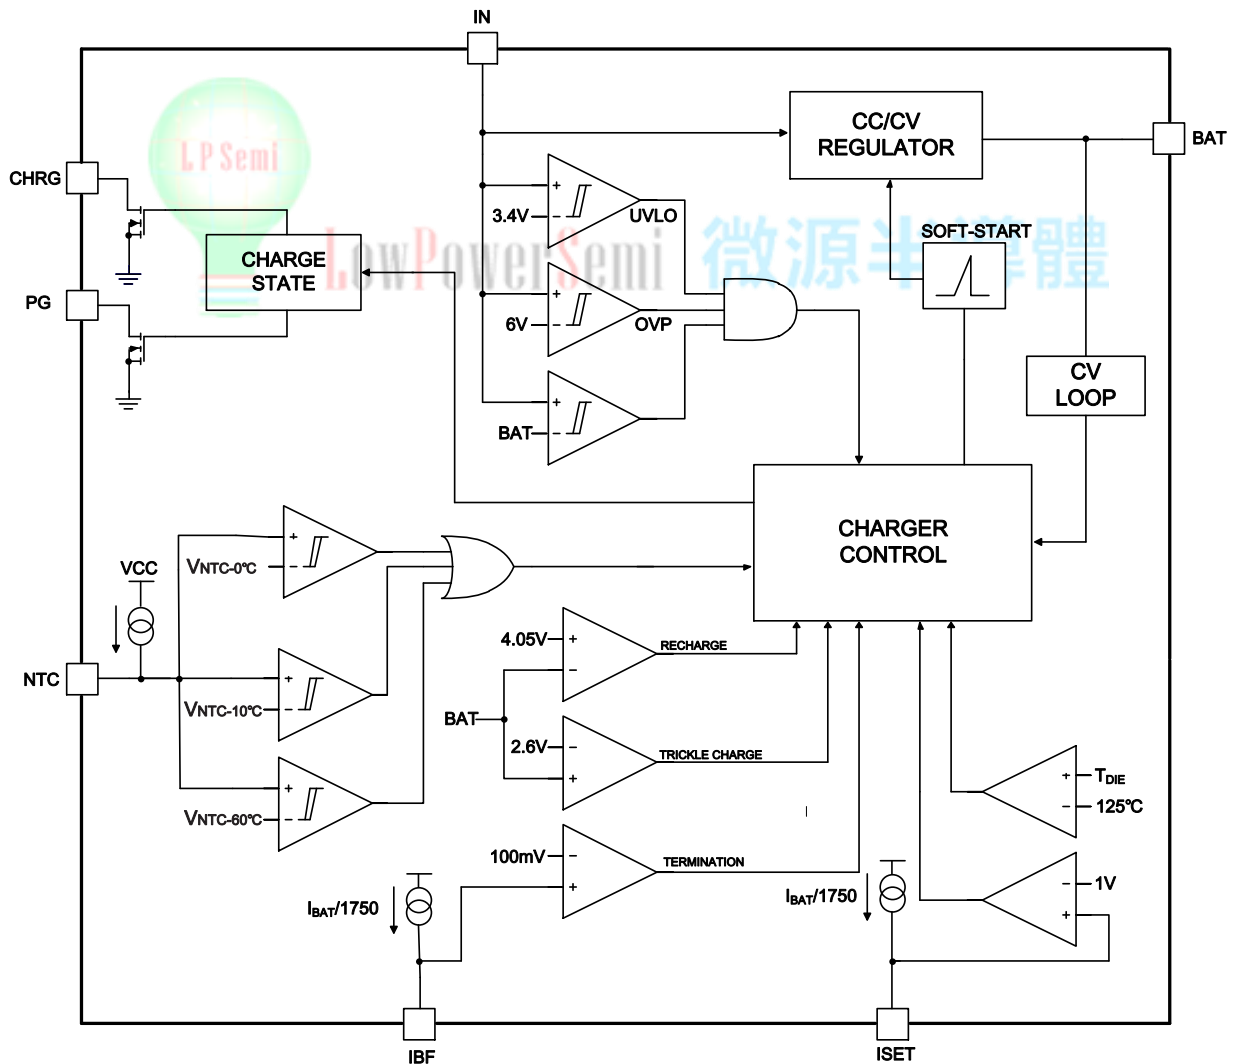 IN
CC/CV
REGULATOR
BAT
LP Semi
CHRG
3.4V
UVLO
LowPowerSemi 微源半導體
SOFT-START
CHARGE
STATE
PG
6V
OVP
CV
LOOP
BAT
CHARGER
CONTROL
VCC
VNTC-0℃
4.05V
RECHARGE
NTC
VNTC-10℃
BAT
2.6V
TRICKLE CHARGE
TDIE
125℃
VNTC-60℃
100mV
TERMINATION
IBAT/1750
IBAT/1750
1V
IBF
ISET